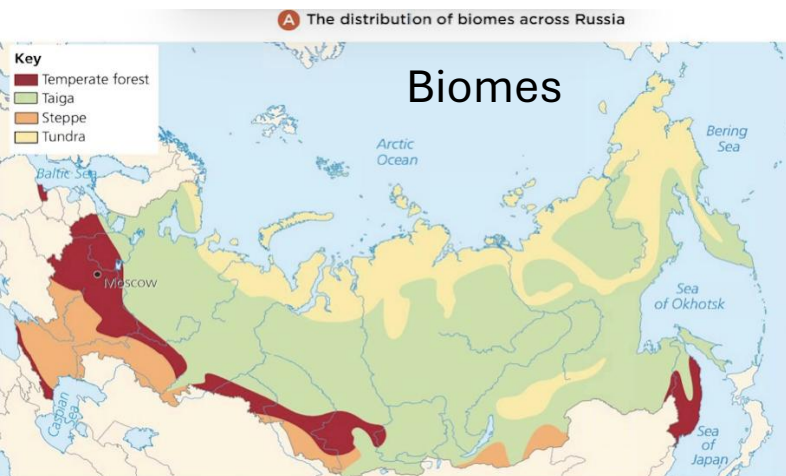 A The distribution of biomes across Russia
Key
Temperate forest
Taiga
Steppe
Tundra
Biomes
Arctic
Ocean
Bering
Sea
Baltic Sea
Moscow
Sea
of Okhotsk
Caspian
Sea
Sea
of
Japan